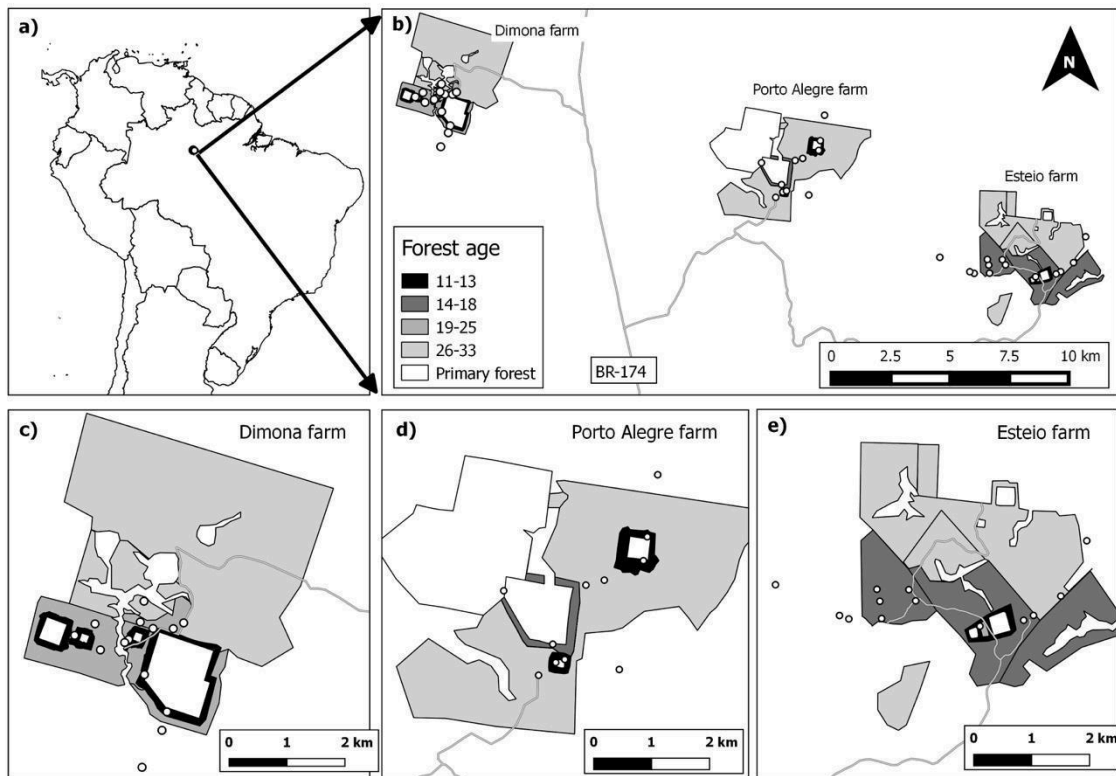 a)
b)
Dimona farm
N
Porto Alegre farm
Esteio farm
Forest age
11-13
14-18
19-25
26-33
Primary forest
BR-174
0 2.5 5 7.5 10 km
c)
Dimona farm
0 1 2 km
d)
Porto Alegre farm
0 1 2 km
e)
Esteio farm
0 1 2 km